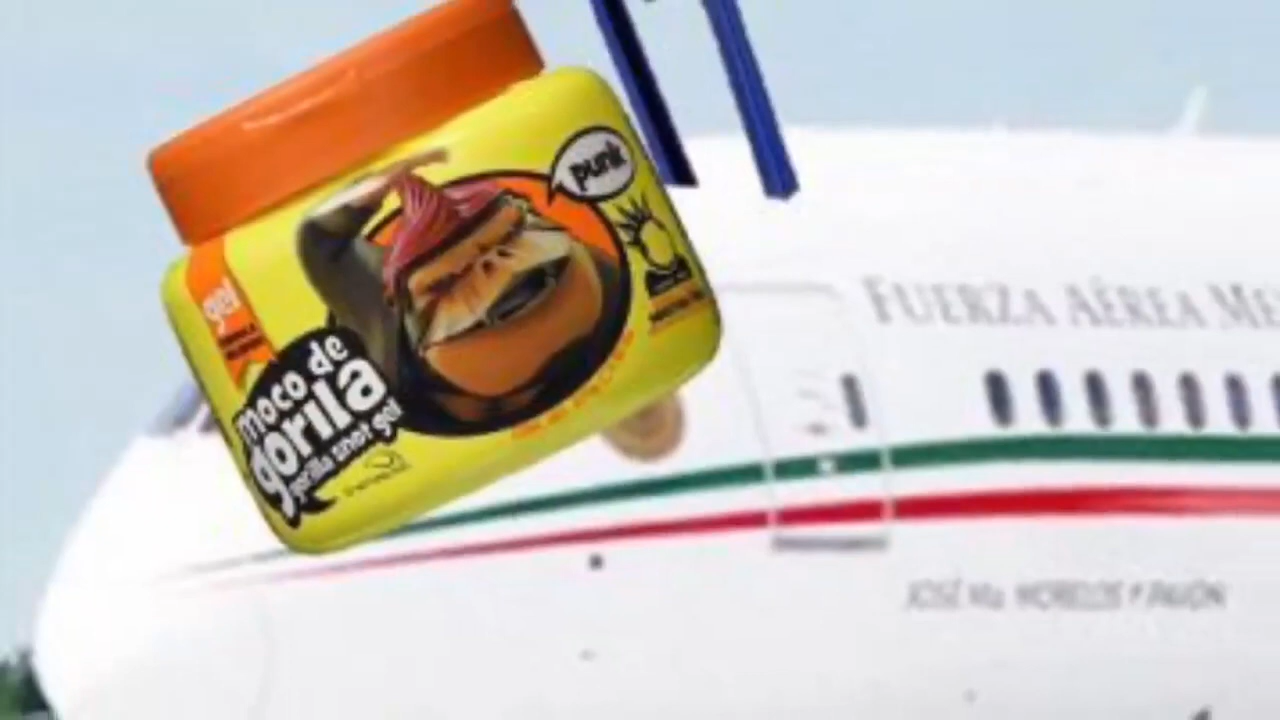 punk
gel
moco de
gorila
gorilla snot gel
FUERZA AÉREA ME
JOSÉ Ma. MORELOS Y PAVÓN